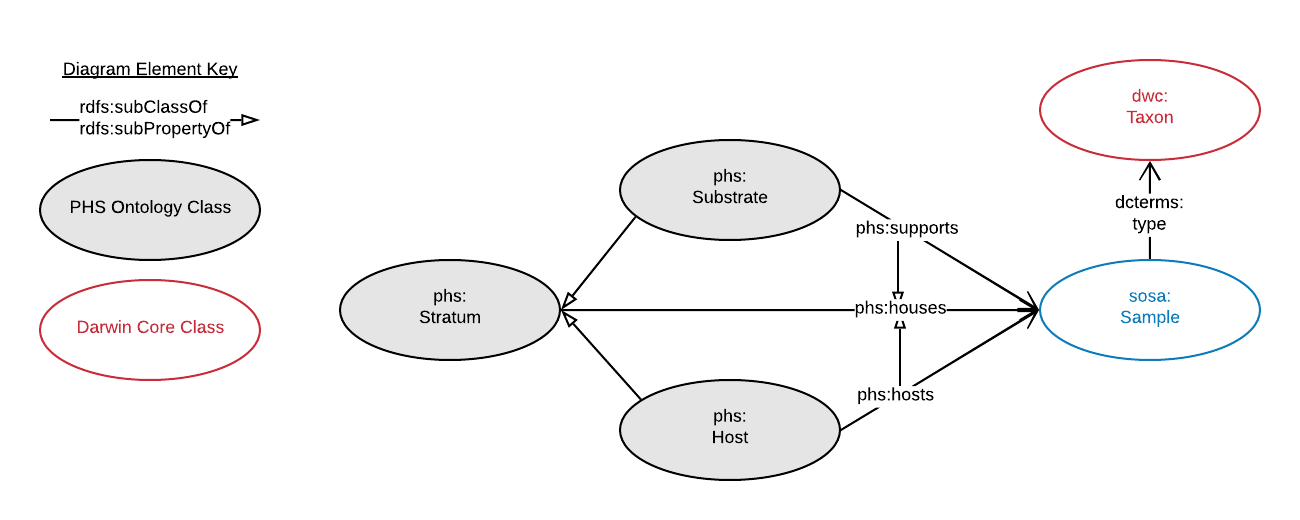 Diagram Element Key
rdfs:subClassOf
rdfs:subPropertyOf
PHS Ontology Class
Darwin Core Class
phs:
Stratum
phs:
Substrate
phs:
Host
phs:supports
phs:houses
phs:hosts
dwc:
Taxon
dcterms:
type
sosa:
Sample